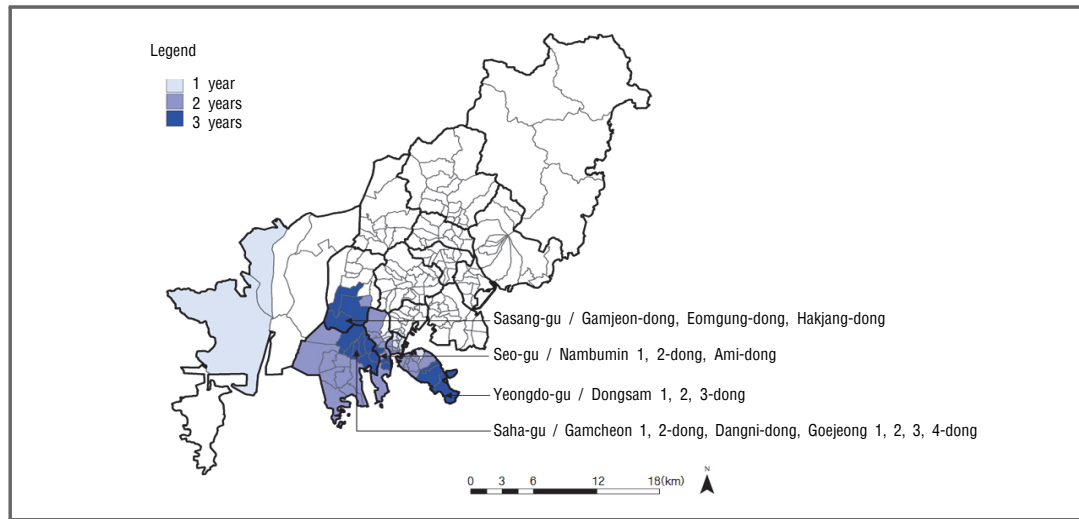 Legend
1 year
2 years
3 years
Sasang-gu / Gamjeon-dong, Eomgung-dong, Hakjang-dong
Seo-gu / Nambumin 1, 2-dong, Ami-dong
Yeongdo-gu / Dongsam 1, 2, 3-dong
Saha-gu / Gamcheon 1, 2-dong, Dangni-dong, Goejeong 1, 2, 3, 4-dong
N
0 3 6 12 18(km)